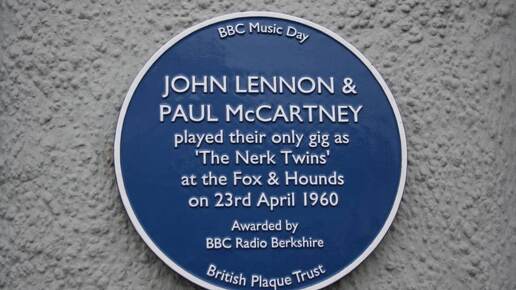 BBC Music Day
JOHN LENNON &
PAUL McCARTNEY
played their only gig as
'The Nerk Twins'
at the Fox & Hounds
on 23rd April 1960
Awarded by
BBC Radio Berkshire
British Plaque Trust